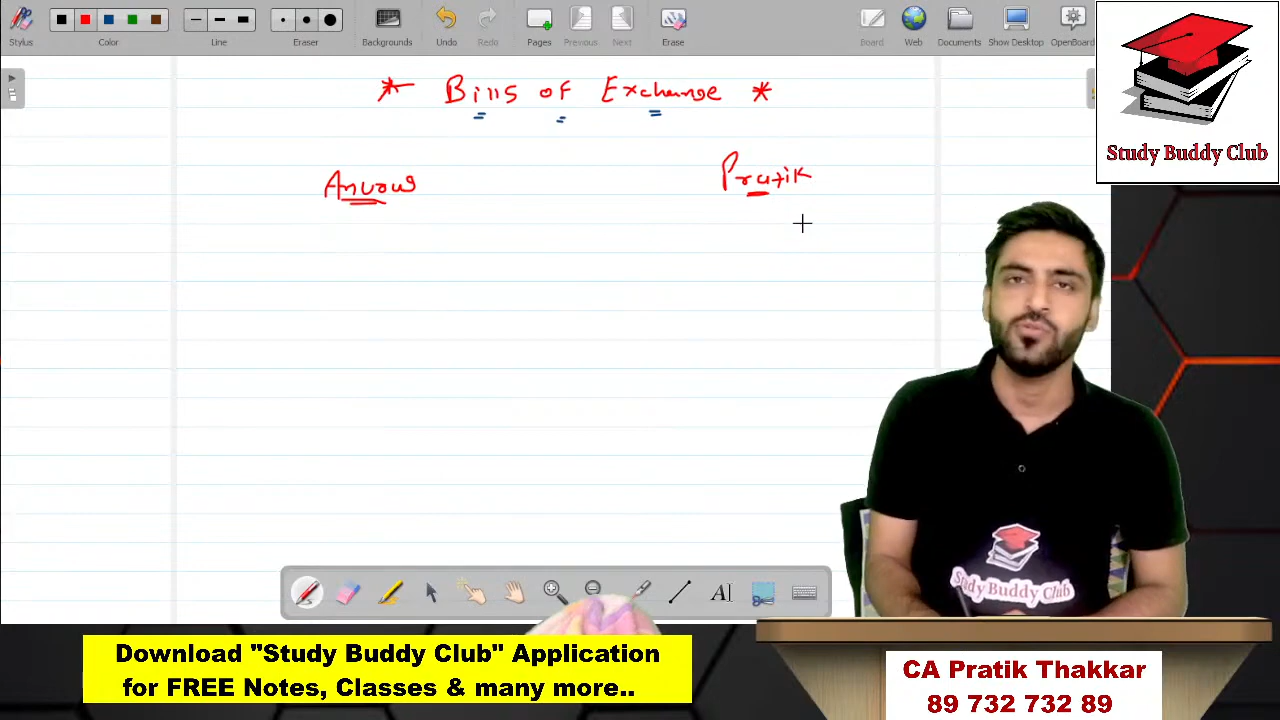 Stylus
Color
Line
Eraser
Backgrounds
Undo
Redo
Pages
Previous
Next
Erase
Board
Web
Documents
Show Desktop
OpenBoard
* Bills of Exchange *
Study Buddy Club
Pratik
Study Buddy Club
Download "Study Buddy Club" Application
for FREE Notes, Classes & many more..
CA Pratik Thakkar
89 732 732 89